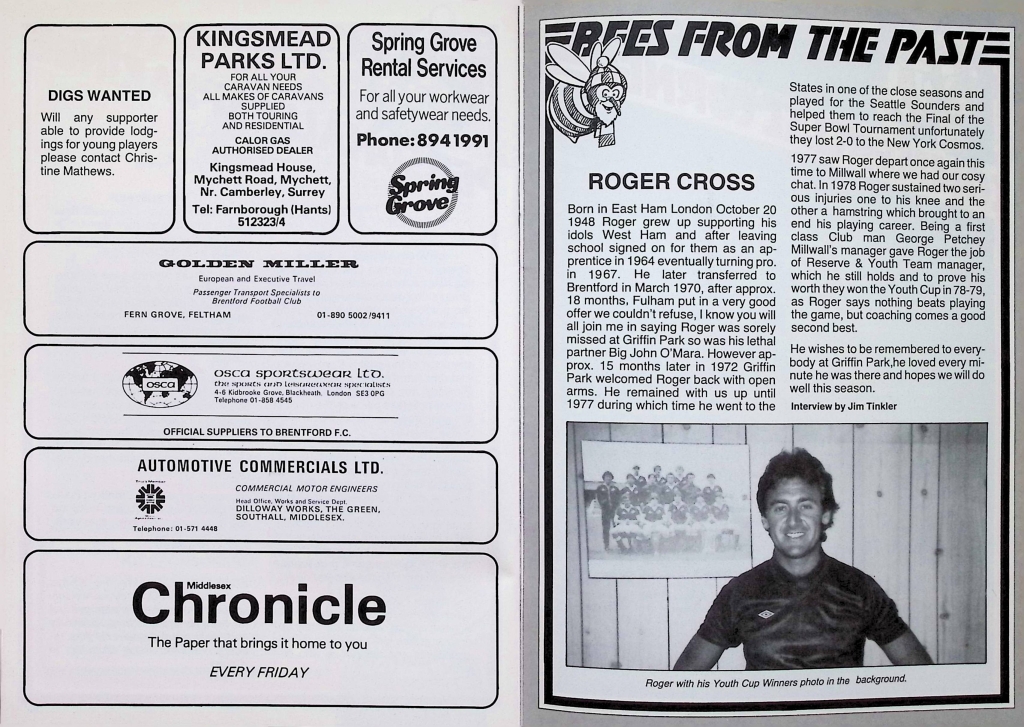 DIGS WANTED
Will any supporter
able to provide lodg-
ings for young players
please contact Chris-
tine Mathews.
KINGSMEAD
PARKS LTD.
FOR ALL YOUR
CARAVAN NEEDS
ALL MAKES OF CARAVANS
SUPPLIED
BOTH TOURING
AND RESIDENTIAL
CALOR GAS
AUTHORISED DEALER
Kingsmead House,
Mychett Road, Mychett,
Nr. Camberley, Surrey
Tel: Farnborough (Hants)
512323/4
Spring Grove
Rental Services
For all your workwear
and safetywear needs.
Phone: 894 1991
Spring
Grove
GOLDEN MILLER
European and Executive Travel
Passenger Transport Specialists to
Brentford Football Club
FERN GROVE, FELTHAM 01-890 5002/9411
OSCA
OSCA SPORTSWEAR LTD.
the sports and leisurewear specialists
4-6 Kidbrooke Grove, Blackheath, London SE3 0PG
Telephone 01-858 4545
OFFICIAL SUPPLIERS TO BRENTFORD F.C.
AUTOMOTIVE COMMERCIALS LTD.
COMMERCIAL MOTOR ENGINEERS
Head Office, Works and Service Dept.
DILLOWAY WORKS, THE GREEN,
SOUTHALL, MIDDLESEX.
Telephone: 01-571 4448
Middlesex
Chronicle
The Paper that brings it home to you
EVERY FRIDAY
BEES FROM THE PAST
ROGER CROSS
Born in East Ham London October 20
1948 Roger grew up supporting his
idols West Ham and after leaving
school signed on for them as an ap-
prentice in 1964 eventually turning pro.
in 1967. He later transferred to
Brentford in March 1970, after approx.
18 months, Fulham put in a very good
offer we couldn't refuse, I know you will
all join me in saying Roger was sorely
missed at Griffin Park so was his lethal
partner Big John O'Mara. However ap-
prox. 15 months later in 1972 Griffin
Park welcomed Roger back with open
arms. He remained with us up until
1977 during which time he went to the
States in one of the close seasons and
played for the Seattle Sounders and
helped them to reach the Final of the
Super Bowl Tournament unfortunately
they lost 2-0 to the New York Cosmos.
1977 saw Roger depart once again this
time to Millwall where we had our cosy
chat. In 1978 Roger sustained two seri-
ous injuries one to his knee and the
other a hamstring which brought to an
end his playing career. Being a first
class Club man George Petchey
Millwall's manager gave Roger the job
of Reserve & Youth Team manager,
which he still holds and to prove his
worth they won the Youth Cup in 78-79,
as Roger says nothing beats playing
the game, but coaching comes a good
second best.
He wishes to be remembered to every-
body at Griffin Park,he loved every mi-
nute he was there and hopes we will do
well this season.
Interview by Jim Tinkler
Roger with his Youth Cup Winners photo in the background.